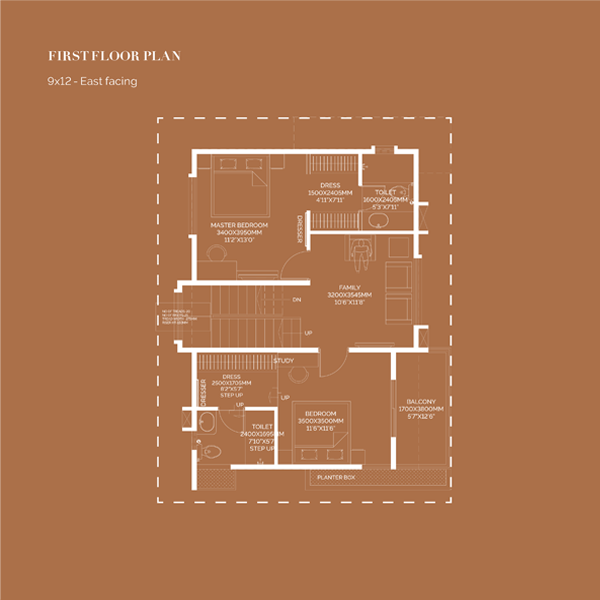 FIRST FLOOR PLAN
9x12 - East facing
DRESS
1500X2405MM
4'11"X7'11"
TOILET
1600X2405MM
5'3"X7'11"
MASTER BEDROOM
3400X3950MM
11'2"X13'0"
DRESSER
FAMILY
3200X3545MM
10'6"X11'8"
DN
UP
STUDY
DRESS
2500X1705MM
8'2"X5'7"
STEP UP
DRESSER
UP
UP
BEDROOM
3500X3500MM
11'6"X11'6"
BALCONY
1700X3800MM
5'7"X12'6"
TOILET
2400X1695MM
7'10"X5'7
STEP UP
PLANTER BOX